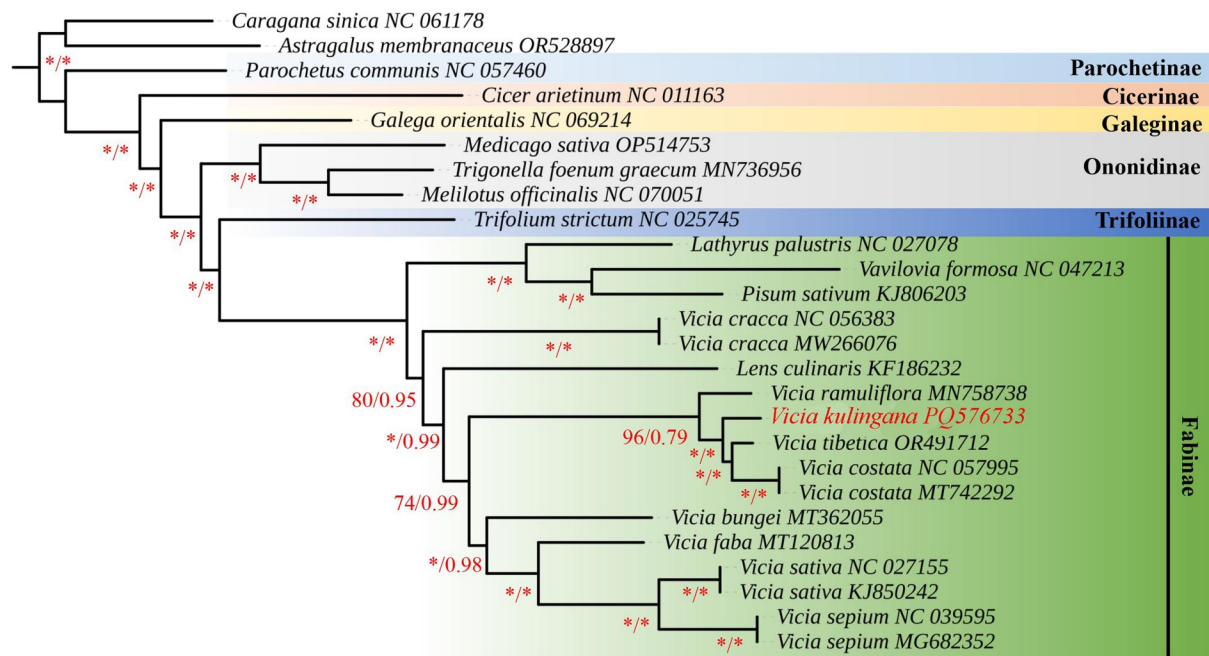 Caragana sinica NC 061178
Astragalus membranaceus OR528897
*/*
Parochetus communis NC 057460
Parochetinae
Cicer arietinum NC 011163
Cicerinae
Galega orientalis NC 069214
Galeginae
*/*
Medicago sativa OP514753
Trigonella foenum graecum MN736956
Ononidinae
*/*
*/*
*/*
Melilotus officinalis NC 070051
Trifolium strictum NC 025745
Trifoliinae
*/*
Lathyrus palustris NC 027078
Vavilovia formosa NC 047213
*/*
*/*
Pisum sativum KJ806203
*/*
Vicia cracca NC 056383
*/*
*/*
Vicia cracca MW266076
Lens culinaris KF186232
Vicia ramuliflora MN758738
80/0.95
Vicia kulingana PQ576733
*/0.99
96/0.79
Vicia tibetica OR491712
*/*
Vicia costata NC 057995
*/*
Vicia costata MT742292
*/*
74/0.99
Vicia bungei MT362055
Vicia faba MT120813
*/0.98
Vicia sativa NC 027155
*/*
*/*
Vicia sativa KJ850242
Vicia sepium NC 039595
*/*
Vicia sepium MG682352
*/*
Fabinae